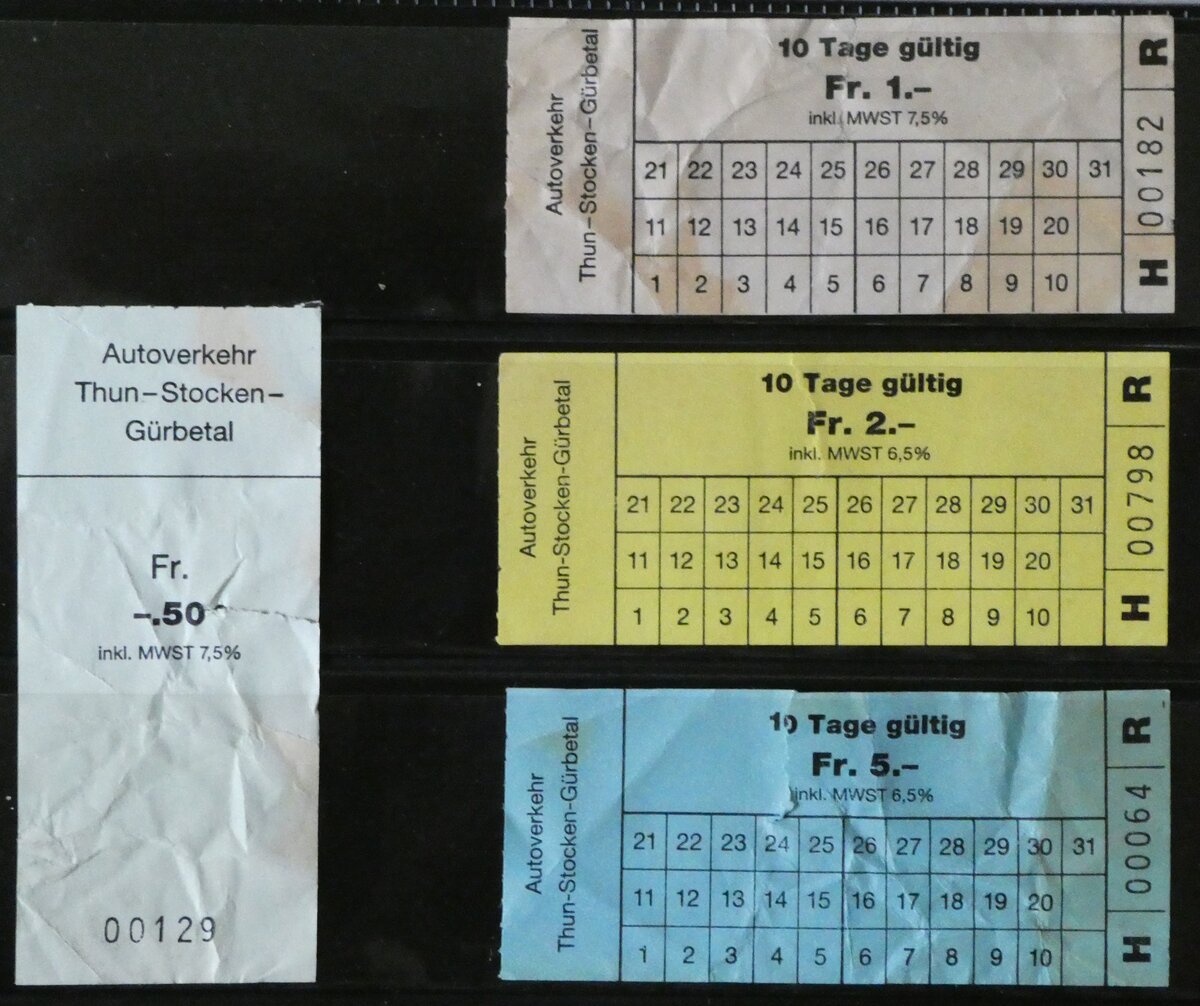 Autoverkehr
Thun–Stocken–
Gürbetal
Fr.
–.50
inkl. MWST 7,5%
00129
Autoverkehr
Thun–Stocken–Gürbetal
10 Tage gültig
Fr. 1.–
inkl. MWST 7,5%
21 22 23 24 25 26 27 28 29 30 31
11 12 13 14 15 16 17 18 19 20
1 2 3 4 5 6 7 8 9 10
H 00182 R
Autoverkehr
Thun-Stocken-Gürbetal
10 Tage gültig
Fr. 2.–
inkl. MWST 6,5%
21 22 23 24 25 26 27 28 29 30 31
11 12 13 14 15 16 17 18 19 20
1 2 3 4 5 6 7 8 9 10
H 00798 R
Autoverkehr
Thun-Stocken-Gürbetal
10 Tage gültig
Fr. 5.–
inkl. MWST 6,5%
21 22 23 24 25 26 27 28 29 30 31
11 12 13 14 15 16 17 18 19 20
1 2 3 4 5 6 7 8 9 10
H 00064 R